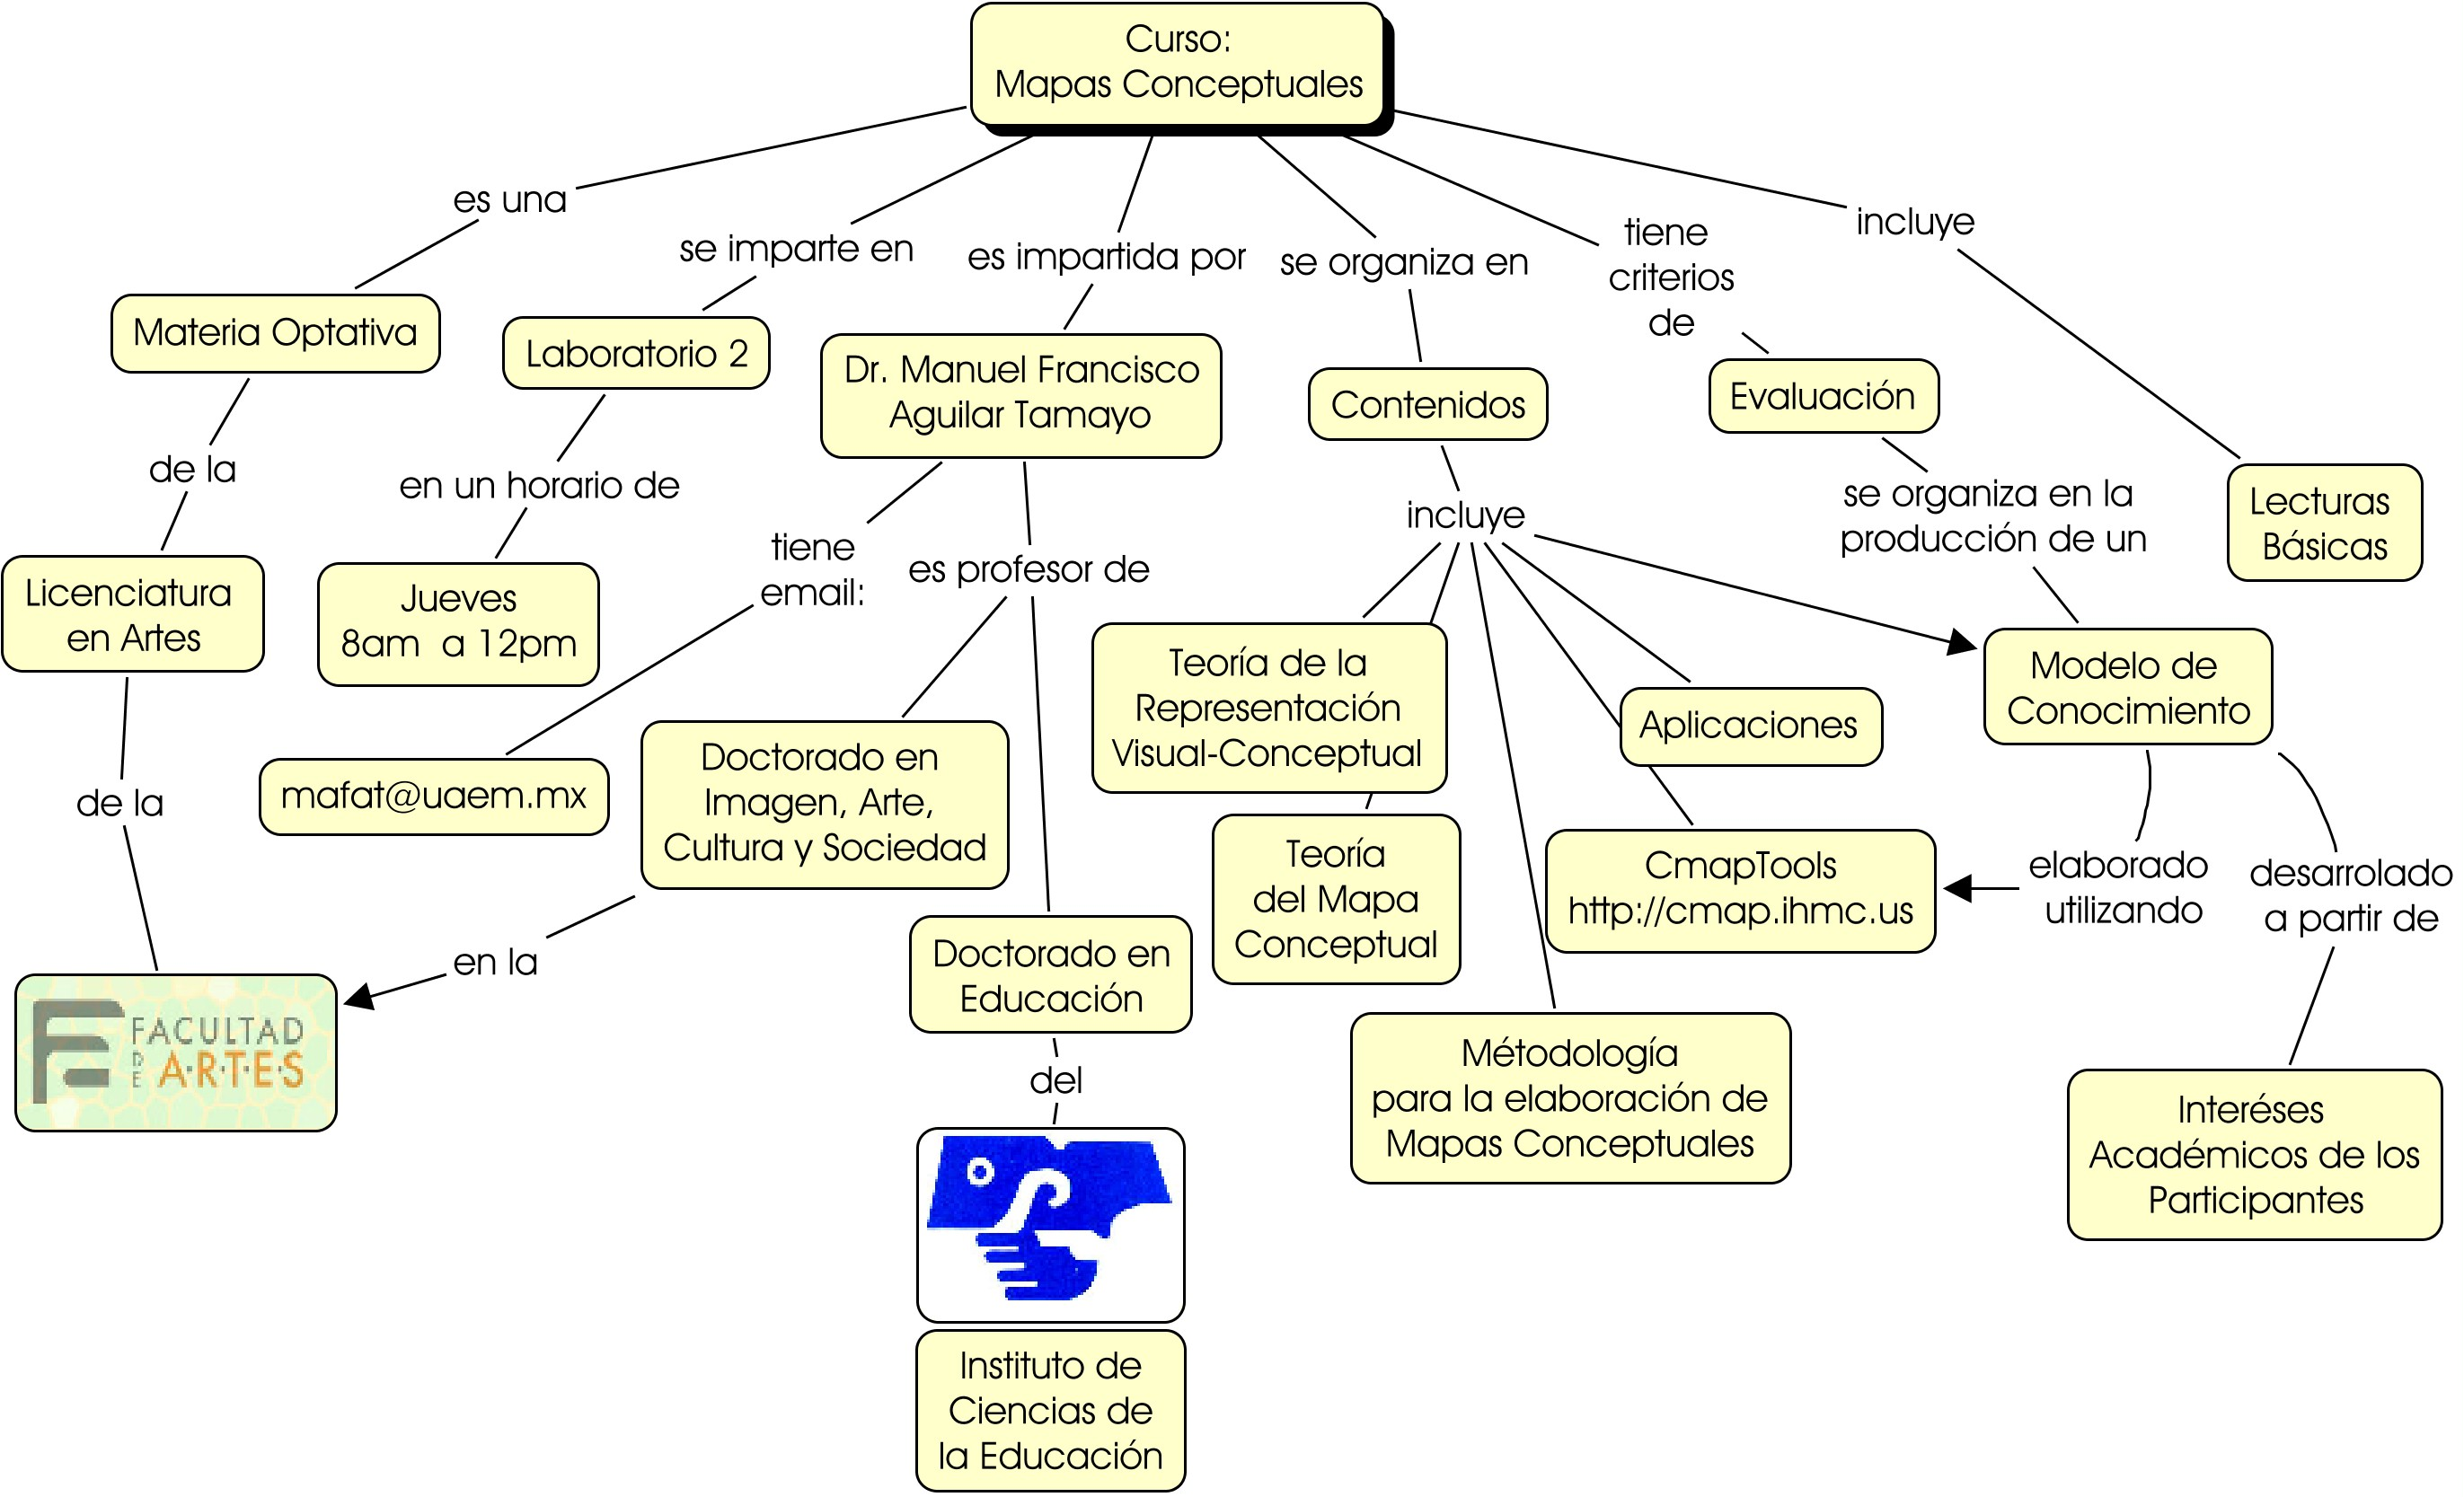 Curso:
Mapas Conceptuales
es una
se imparte en
es impartida por
se organiza en
tiene
criterios
de
incluye
Materia Optativa
Laboratorio 2
Dr. Manuel Francisco
Aguilar Tamayo
Contenidos
Evaluación
Lecturas
Básicas
de la
en un horario de
tiene
email:
es profesor de
incluye
se organiza en la
producción de un
Licenciatura
en Artes
Jueves
8am a 12pm
mafat@uaem.mx
Doctorado en
Imagen, Arte,
Cultura y Sociedad
Teoría de la
Representación
Visual-Conceptual
Aplicaciones
Modelo de
Conocimiento
de la
en la
Teoría
del Mapa
Conceptual
CmapTools
http://cmap.ihmc.us
elaborado
utilizando
desarrolado
a partir de
FACULTAD
DE ARTES
Doctorado en
Educación
del
Métodología
para la elaboración de
Mapas Conceptuales
Interéses
Académicos de los
Participantes
Instituto de
Ciencias de
la Educación